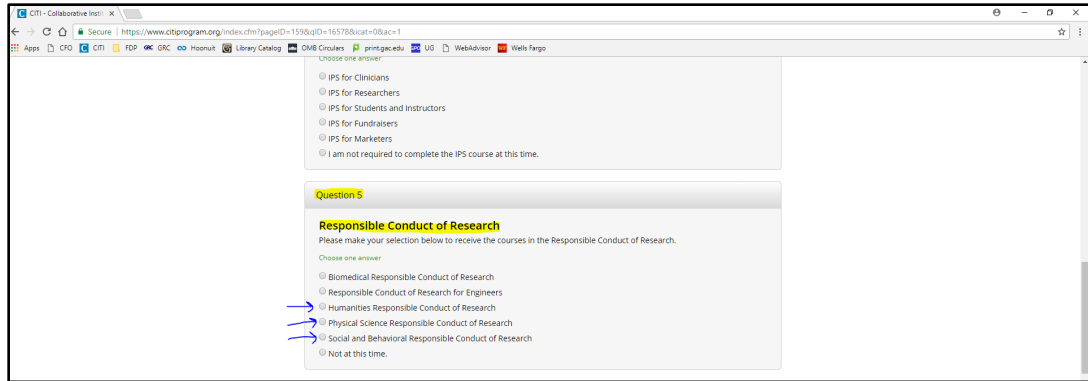 CITI - Collaborative Instit
Secure | https://www.citiprogram.org/index.cfm?pageID=159&qID=16578&icat=0&ac=1
Apps CFO CITI FDP GRC GRC Hoonuit Library Catalog OMB Circulars print.gac.edu UG WebAdvisor Wells Fargo
Choose one answer
IPS for Clinicians
IPS for Researchers
IPS for Students and Instructors
IPS for Fundraisers
IPS for Marketers
I am not required to complete the IPS course at this time.
Question 5
Responsible Conduct of Research
Please make your selection below to receive the courses in the Responsible Conduct of Research.
Choose one answer
Biomedical Responsible Conduct of Research
Responsible Conduct of Research for Engineers
Humanities Responsible Conduct of Research
Physical Science Responsible Conduct of Research
Social and Behavioral Responsible Conduct of Research
Not at this time.